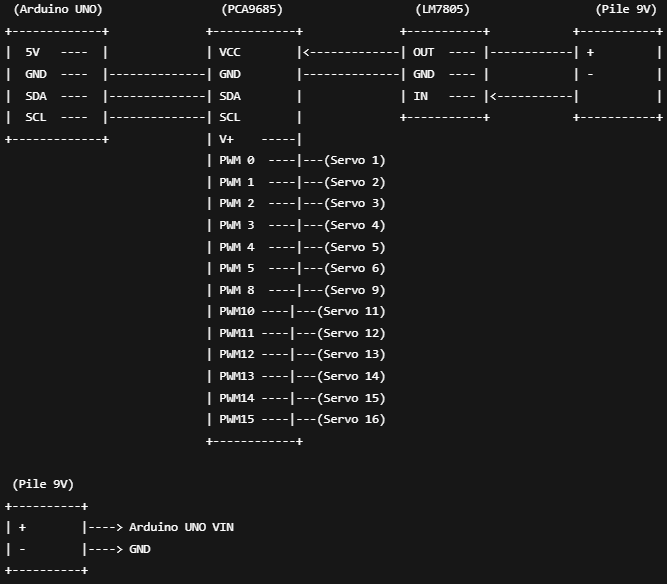 (Arduino UNO)                 (PCA9685)                   (LM7805)                  (Pile 9V)
+-------------+              +------------+              +-----------+            +-----------+
|  5V   ----  |              | VCC        |<-------------| OUT  ---- |------------| +         |
|  GND  ----  |--------------| GND        |--------------| GND  ---- |            | -         |
|  SDA  ----  |--------------| SDA        |              | IN   ---- |<-----------|           |
|  SCL  ----  |--------------| SCL        |              +-----------+            +-----------+
+-------------+              | V+    -----|
| PWM 0  ----|---(Servo 1)
| PWM 1  ----|---(Servo 2)
| PWM 2  ----|---(Servo 3)
| PWM 3  ----|---(Servo 4)
| PWM 4  ----|---(Servo 5)
| PWM 5  ----|---(Servo 6)
| PWM 8  ----|---(Servo 9)
| PWM10 ----|---(Servo 11)
| PWM11 ----|---(Servo 12)
| PWM12 ----|---(Servo 13)
| PWM13 ----|---(Servo 14)
| PWM14 ----|---(Servo 15)
| PWM15 ----|---(Servo 16)
+------------+
(Pile 9V)
+----------+
| +        |----> Arduino UNO VIN
| -        |----> GND
+----------+